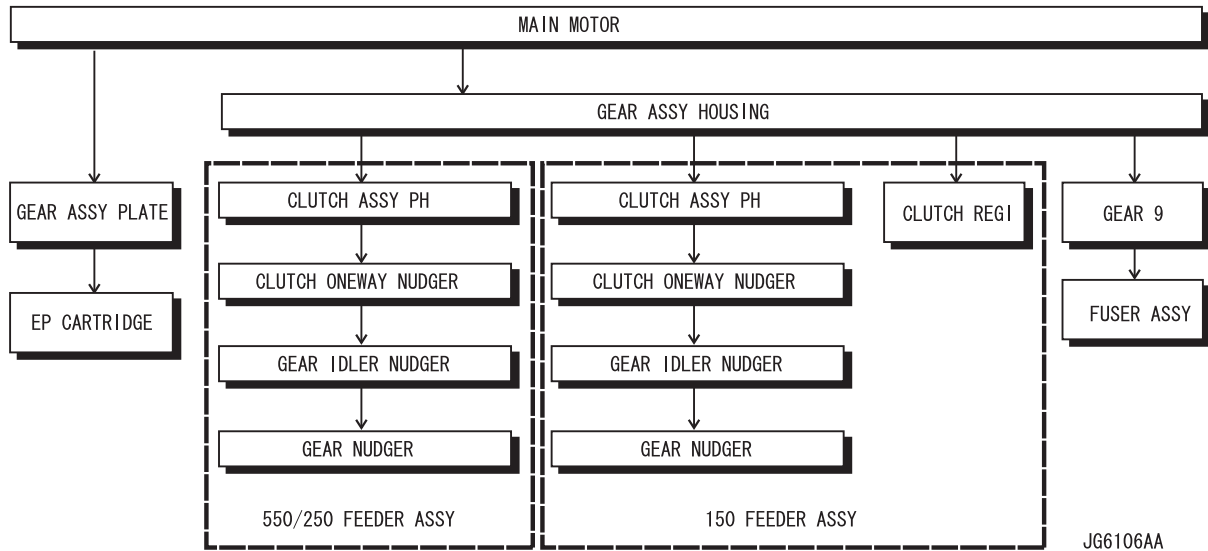 MAIN MOTOR
GEAR ASSY HOUSING
GEAR ASSY PLATE
CLUTCH ASSY PH
CLUTCH ASSY PH
CLUTCH REGI
GEAR 9
EP CARTRIDGE
CLUTCH ONEWAY NUDGER
CLUTCH ONEWAY NUDGER
FUSER ASSY
GEAR IDLER NUDGER
GEAR IDLER NUDGER
GEAR NUDGER
GEAR NUDGER
550/250 FEEDER ASSY
150 FEEDER ASSY
JG6106AA